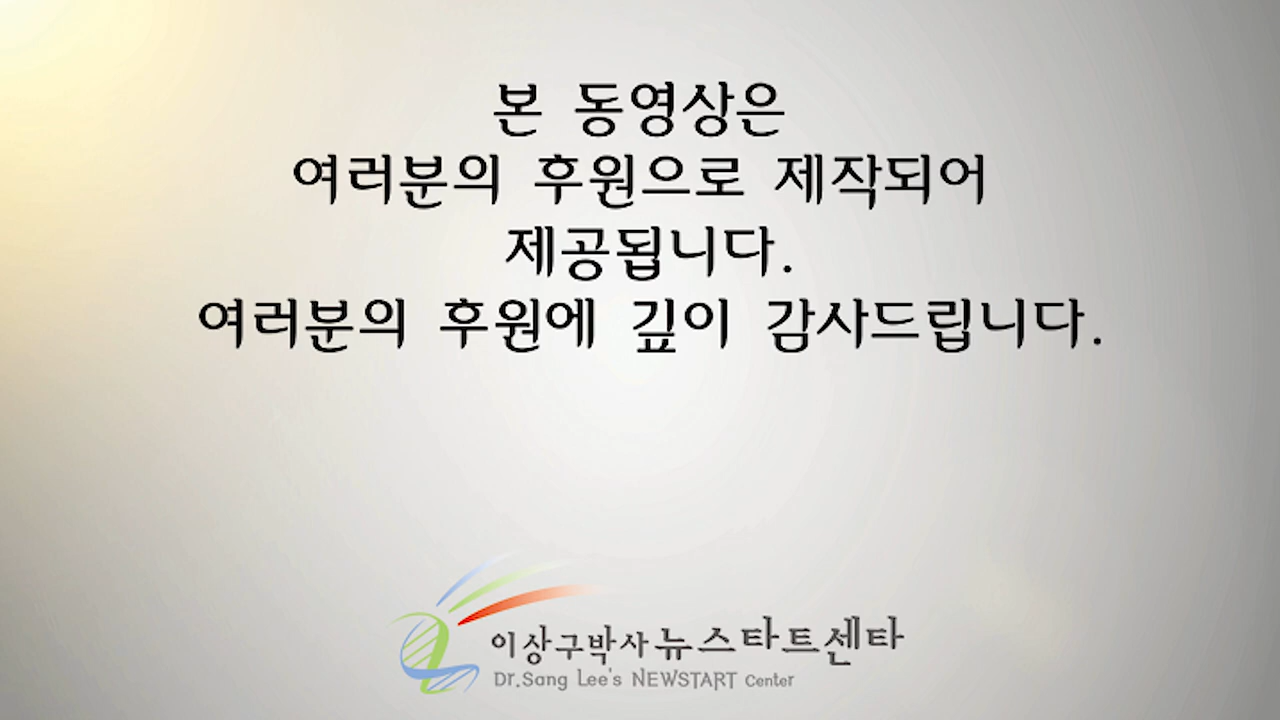 본 동영상은
여러분의 후원으로 제작되어
제공됩니다.
여러분의 후원에 깊이 감사드립니다.
이상구박사 뉴스타트센타
Dr.Sang Lee's NEWSTART Center